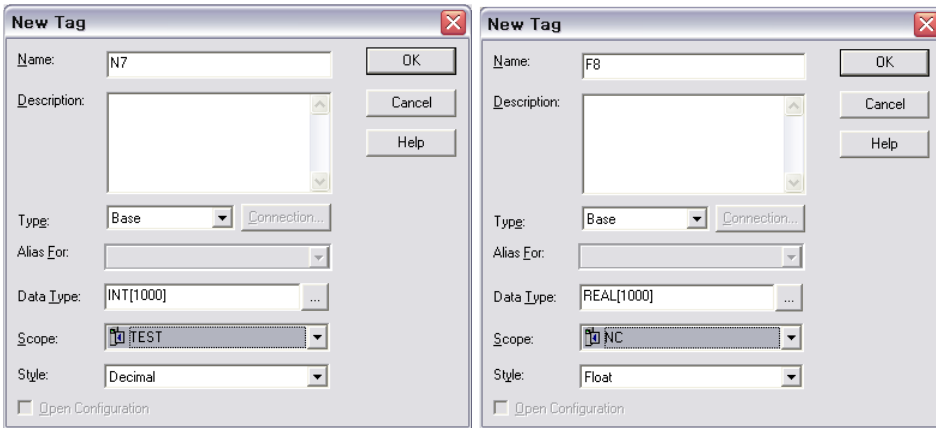 New Tag
Name: N7 OK
Description: Cancel
Help
Type: Base Connection...
Alias For:
Data Type: INT[1000] ...
Scope: TEST
Style: Decimal
Open Configuration
New Tag
Name: F8 OK
Description: Cancel
Help
Type: Base Connection...
Alias For:
Data Type: REAL[1000] ...
Scope: NC
Style: Float
Open Configuration